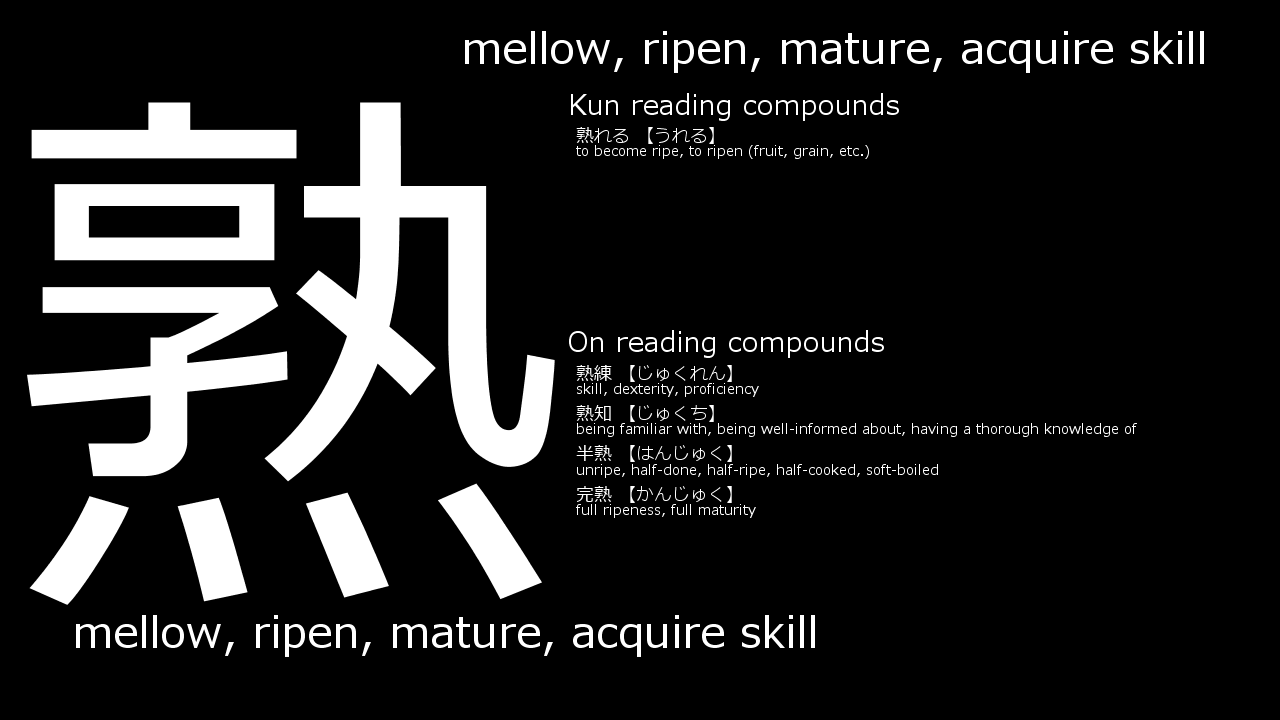 mellow, ripen, mature, acquire skill
熟
Kun reading compounds
熟れる 【うれる】
to become ripe, to ripen (fruit, grain, etc.)
On reading compounds
熟練 【じゅくれん】
skill, dexterity, proficiency
熟知 【じゅくち】
being familiar with, being well-informed about, having a thorough knowledge of
半熟 【はんじゅく】
unripe, half-done, half-ripe, half-cooked, soft-boiled
完熟 【かんじゅく】
full ripeness, full maturity
mellow, ripen, mature, acquire skill